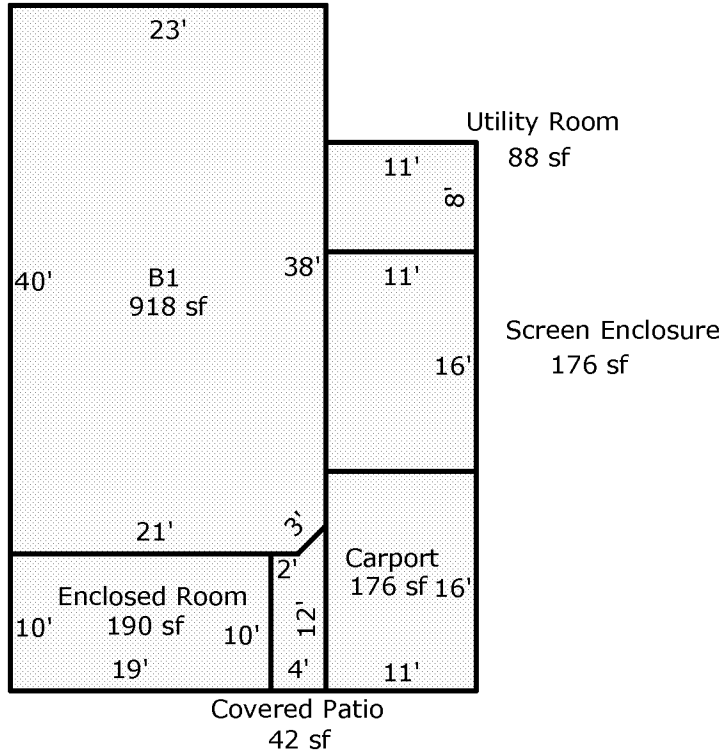 23'
Utility Room
88 sf
11'
8'
40'
B1
918 sf
38'
11'
Screen Enclosure
176 sf
16'
21'
3'
2'
Carport
176 sf
16'
Enclosed Room
190 sf
10'
10'
12'
19'
4'
11'
Covered Patio
42 sf